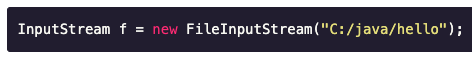 InputStream f = new FileInputStream("C:/java/hello");